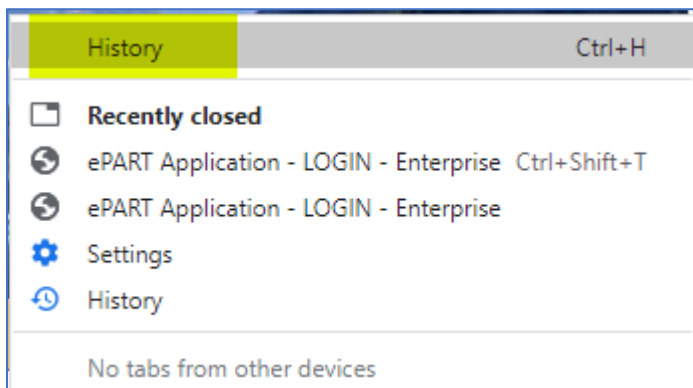 History Ctrl+H
Recently closed
ePART Application - LOGIN - Enterprise Ctrl+Shift+T
ePART Application - LOGIN - Enterprise
Settings
History
No tabs from other devices